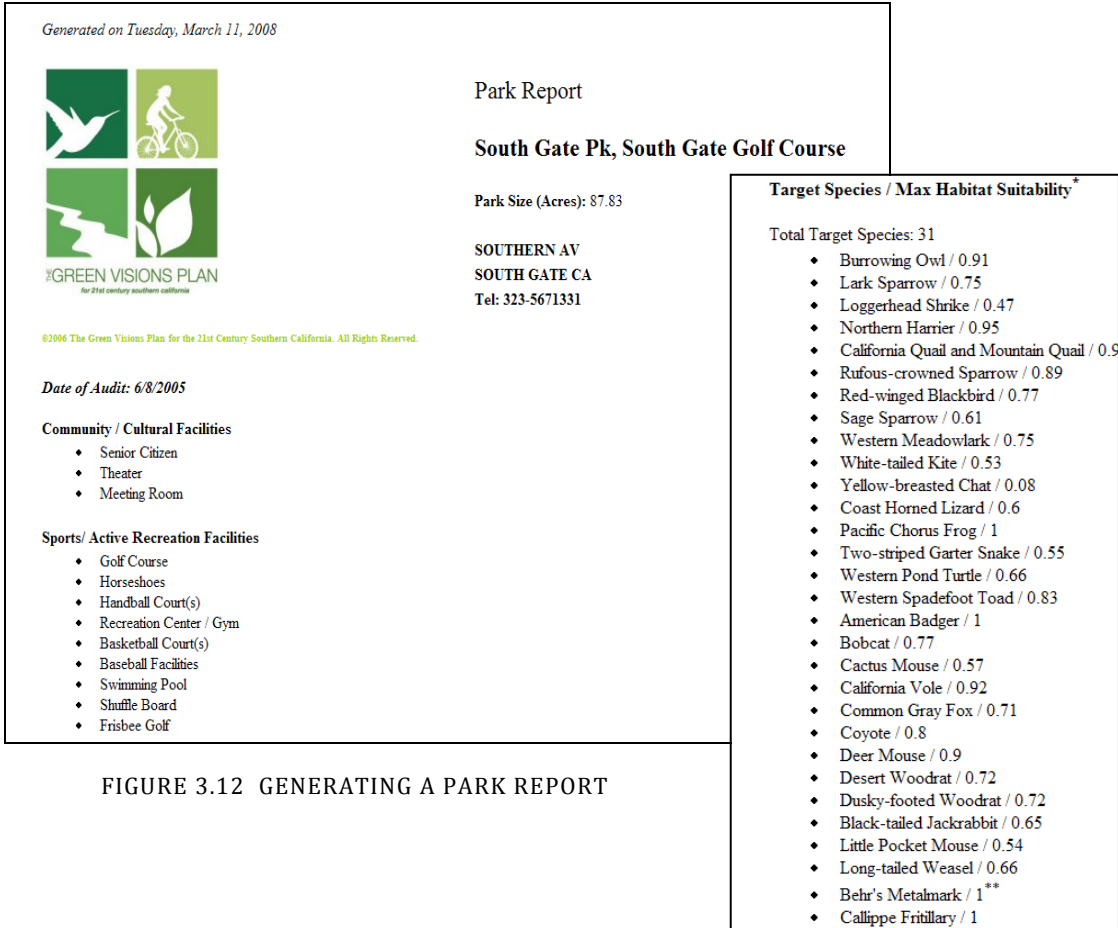 Generated on Tuesday, March 11, 2008
THE GREEN VISIONS PLAN
for 21st century southern california
Park Report
South Gate Pk, South Gate Golf Course
Park Size (Acres): 87.83
SOUTHERN AV
SOUTH GATE CA
Tel: 323-5671331
©2006 The Green Visions Plan for the 21st Century Southern California. All Rights Reserved.
Date of Audit: 6/8/2005
Community / Cultural Facilities
• Senior Citizen
• Theater
• Meeting Room
Sports/ Active Recreation Facilities
• Golf Course
• Horseshoes
• Handball Court(s)
• Recreation Center / Gym
• Basketball Court(s)
• Baseball Facilities
• Swimming Pool
• Shuffle Board
• Frisbee Golf
Target Species / Max Habitat Suitability*
Total Target Species: 31
• Burrowing Owl / 0.91
• Lark Sparrow / 0.75
• Loggerhead Shrike / 0.47
• Northern Harrier / 0.95
• California Quail and Mountain Quail / 0.9
• Rufous-crowned Sparrow / 0.89
• Red-winged Blackbird / 0.77
• Sage Sparrow / 0.61
• Western Meadowlark / 0.75
• White-tailed Kite / 0.53
• Yellow-breasted Chat / 0.08
• Coast Horned Lizard / 0.6
• Pacific Chorus Frog / 1
• Two-striped Garter Snake / 0.55
• Western Pond Turtle / 0.66
• Western Spadefoot Toad / 0.83
• American Badger / 1
• Bobcat / 0.77
• Cactus Mouse / 0.57
• California Vole / 0.92
• Common Gray Fox / 0.71
• Coyote / 0.8
• Deer Mouse / 0.9
• Desert Woodrat / 0.72
• Dusky-footed Woodrat / 0.72
• Black-tailed Jackrabbit / 0.65
• Little Pocket Mouse / 0.54
• Long-tailed Weasel / 0.66
• Behr's Metalmark / 1**
• Callippe Fritillary / 1
FIGURE 3.12 GENERATING A PARK REPORT